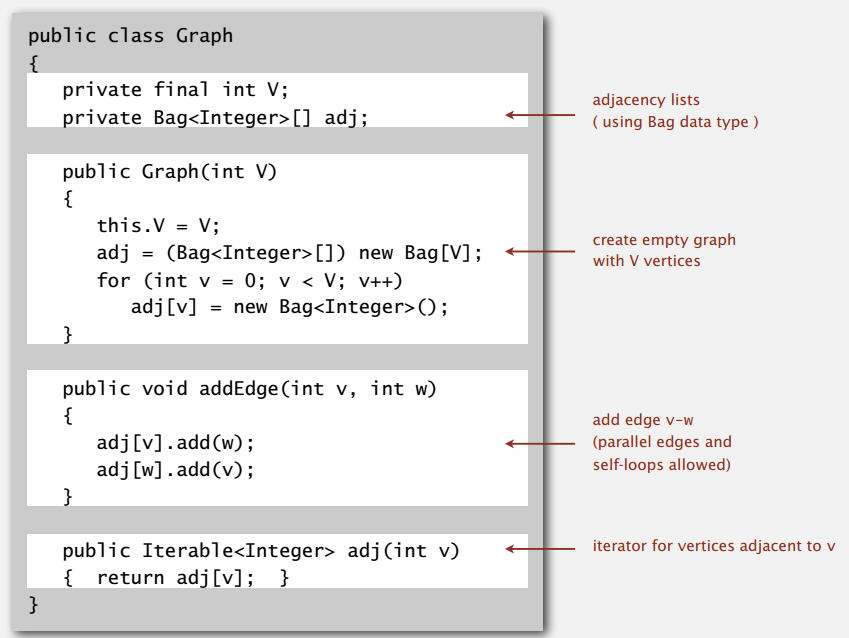 public class Graph
{
private final int V;
private Bag<Integer>[] adj;
adjacency lists
( using Bag data type )
public Graph(int V)
{
this.V = V;
adj = (Bag<Integer>[]) new Bag[V];
for (int v = 0; v < V; v++)
adj[v] = new Bag<Integer>();
}
create empty graph
with V vertices
public void addEdge(int v, int w)
{
adj[v].add(w);
adj[w].add(v);
}
add edge v-w
(parallel edges and
self-loops allowed)
public Iterable<Integer> adj(int v)
{ return adj[v]; }
iterator for vertices adjacent to v
}